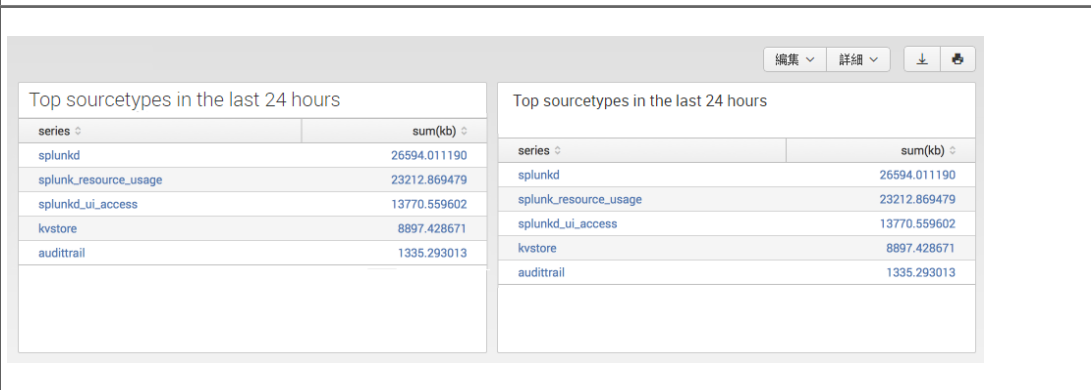 編集 詳細
Top sourcetypes in the last 24 hours
series sum(kb)
splunkd 26594.011190
splunk_resource_usage 23212.869479
splunkd_ui_access 13770.559602
kvstore 8897.428671
audittrail 1335.293013
Top sourcetypes in the last 24 hours
series sum(kb)
splunkd 26594.011190
splunk_resource_usage 23212.869479
splunkd_ui_access 13770.559602
kvstore 8897.428671
audittrail 1335.293013